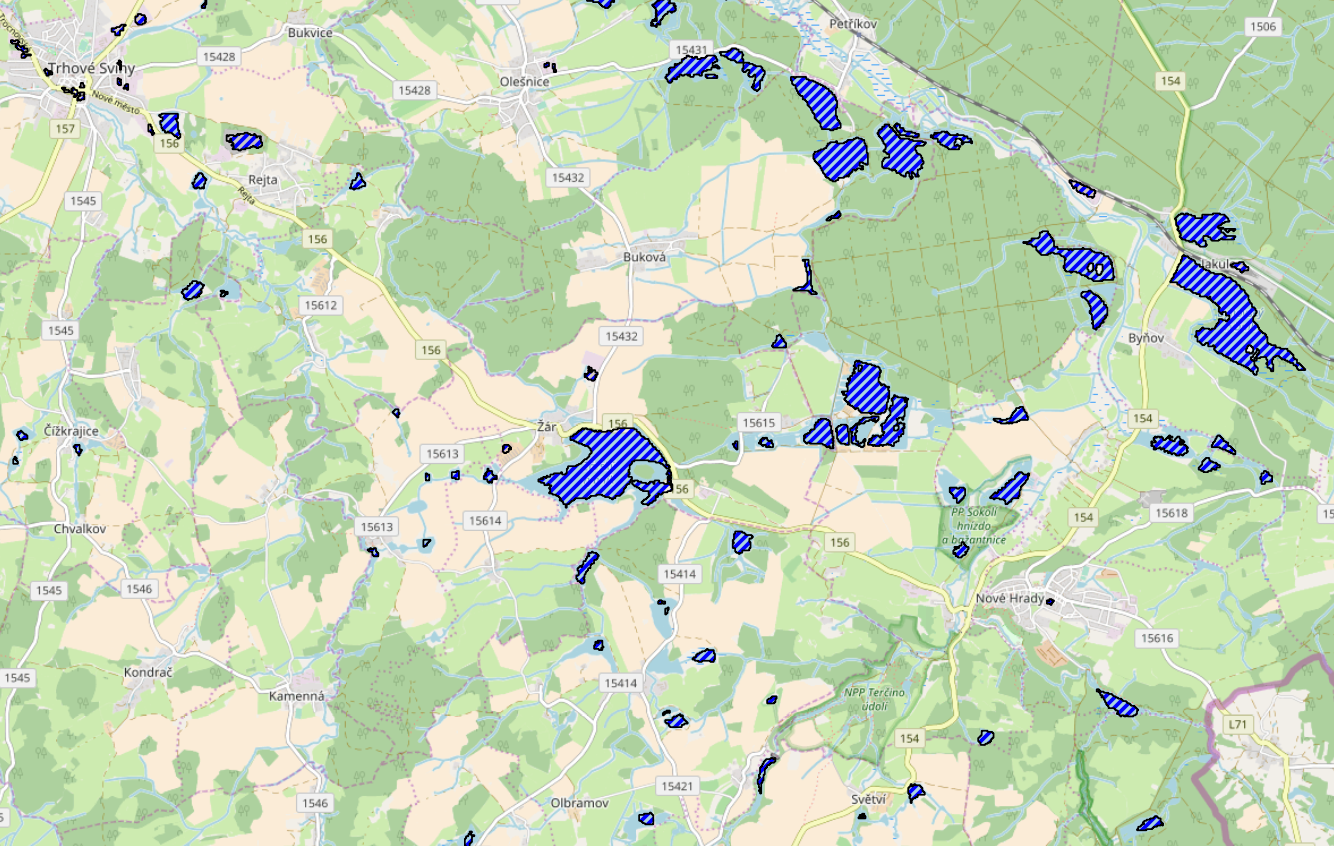 Bukvice
15428
1506
Petříkov
15431
Trhové Sviny
Olešnice
154
15428
Nové město
157
156
15432
Rejta
Rejta
1545
156
Buková
Jakule
15612
1545
15432
Byňov
156
154
Žár
156
15615
Čížkrajice
15613
156
PP Sokolí
hnízdo
a bažantnice
15618
154
Chvalkov
15613
15614
156
15414
1545
1546
Nové Hrady
15616
Kondrač
1545
Kamenná
15414
NPP Terčino
údolí
L71
154
15421
1546
Olbramov
Světví